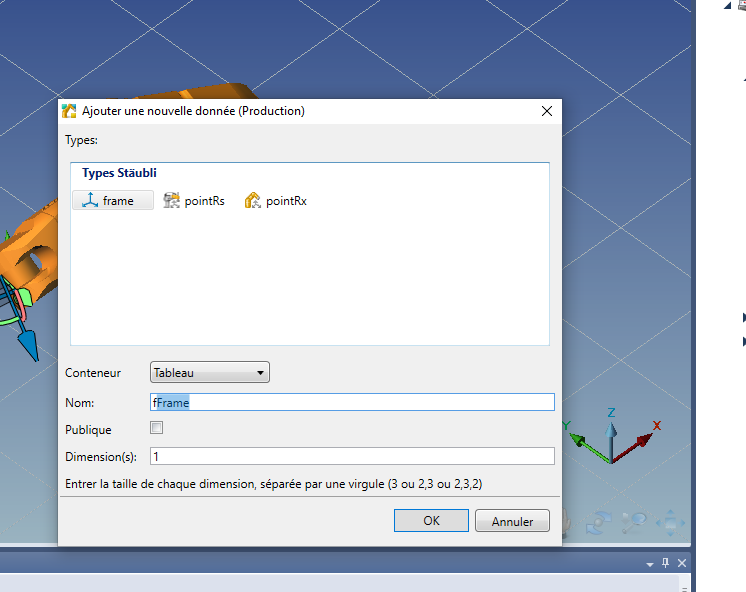 Ajouter une nouvelle donnée (Production)
Types:
Types Stäubli
frame pointRs pointRx
Conteneur Tableau
Nom: fFrame
Publique
Dimension(s): 1
Entrer la taille de chaque dimension, séparée par une virgule (3 ou 2,3 ou 2,3,2)
OK Annuler
Y Z X